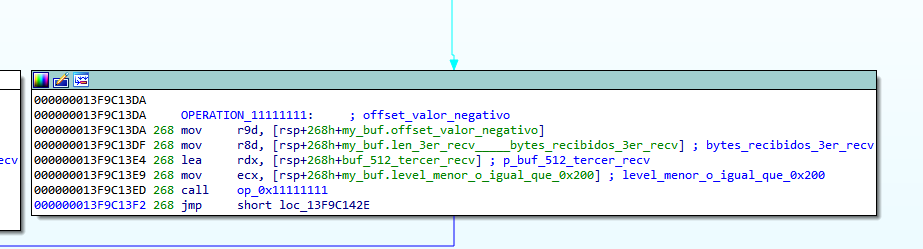 000000013F9C13DA
000000013F9C13DA OPERATION_11111111: ; offset_valor_negativo
000000013F9C13DA 268 mov r9d, [rsp+268h+my_buf.offset_valor_negativo]
000000013F9C13DF 268 mov r8d, [rsp+268h+my_buf.len_3er_recv_____bytes_recibidos_3er_recv] ; bytes_recibidos_3er_recv
recv 000000013F9C13E4 268 lea rdx, [rsp+268h+buf_512_tercer_recv] ; p_buf_512_tercer_recv
000000013F9C13E9 268 mov ecx, [rsp+268h+my_buf.level_menor_o_igual_que_0x200] ; level_menor_o_igual_que_0x200
000000013F9C13ED 268 call op_0x11111111
000000013F9C13F2 268 jmp short loc_13F9C142E